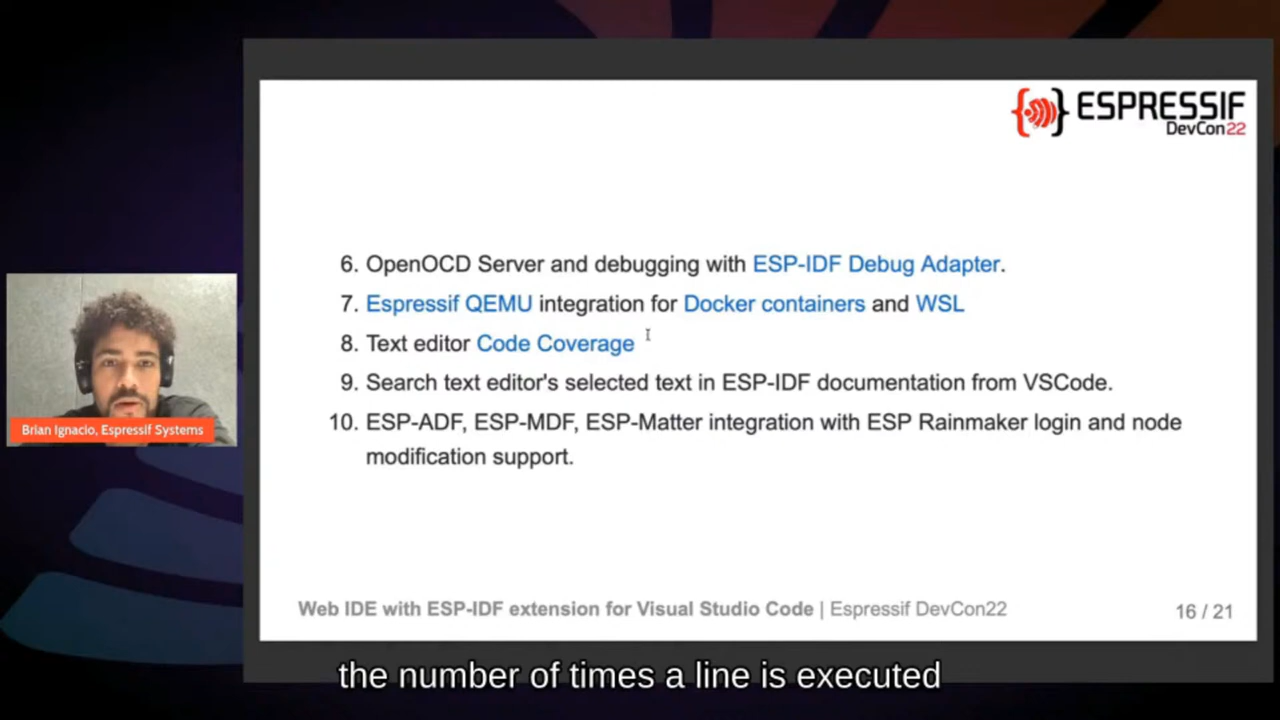 ESPRESSIF
DevCon22
6. OpenOCD Server and debugging with ESP-IDF Debug Adapter.
7. Espressif QEMU integration for Docker containers and WSL
8. Text editor Code Coverage
9. Search text editor's selected text in ESP-IDF documentation from VSCode.
10. ESP-ADF, ESP-MDF, ESP-Matter integration with ESP Rainmaker login and node
modification support.
Brian Ignacio, Espressif Systems
Web IDE with ESP-IDF extension for Visual Studio Code | Espressif DevCon22
16 / 21
the number of times a line is executed